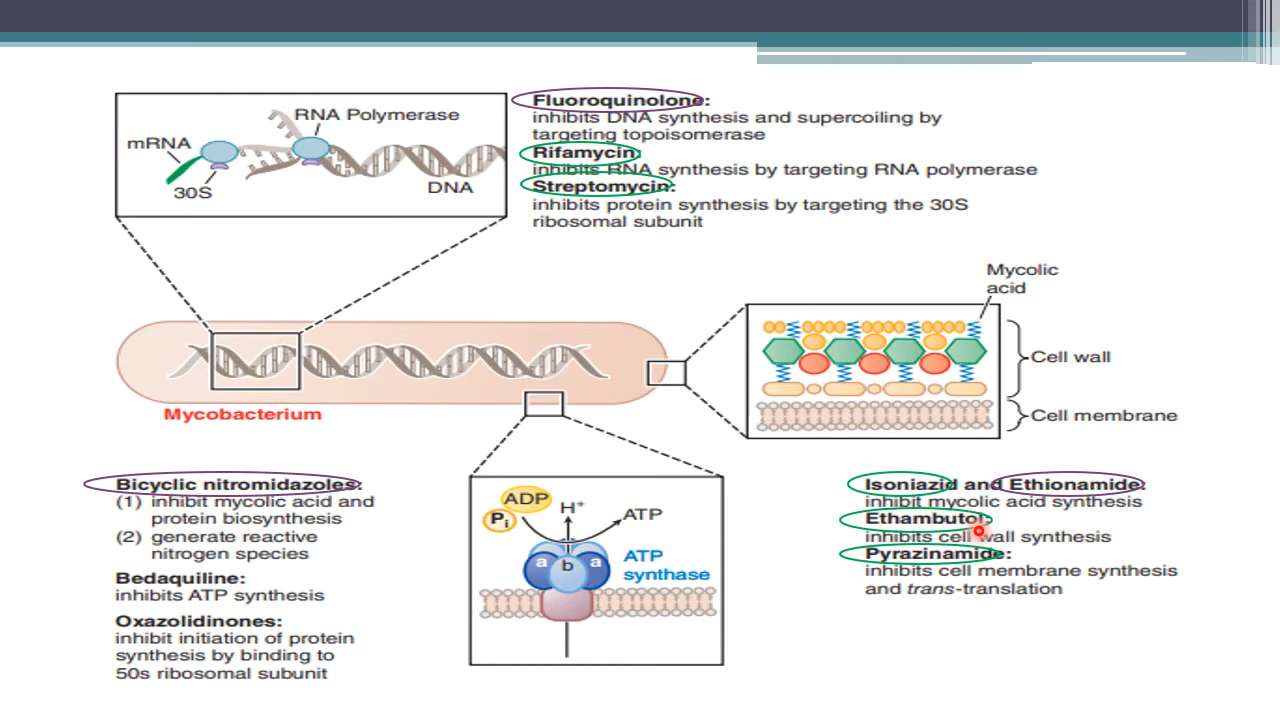 RNA Polymerase
mRNA
30S
DNA
Fluoroquinolone:
inhibits DNA synthesis and supercoiling by
targeting topoisomerase
Rifamycin:
inhibits RNA synthesis by targeting RNA polymerase
Streptomycin:
inhibits protein synthesis by targeting the 30S
ribosomal subunit
Mycolic
acid
Cell wall
Cell membrane
Mycobacterium
Bicyclic nitromidazoles:
(1) inhibit mycolic acid and
protein biosynthesis
(2) generate reactive
nitrogen species
Bedaquiline:
inhibits ATP synthesis
Oxazolidinones:
inhibit initiation of protein
synthesis by binding to
50s ribosomal subunit
ADP
Pi
H+
ATP
a b a
ATP
synthase
Isoniazid and Ethionamide:
inhibit mycolic acid synthesis
Ethambutol:
inhibits cell wall synthesis
Pyrazinamide:
inhibits cell membrane synthesis
and trans-translation